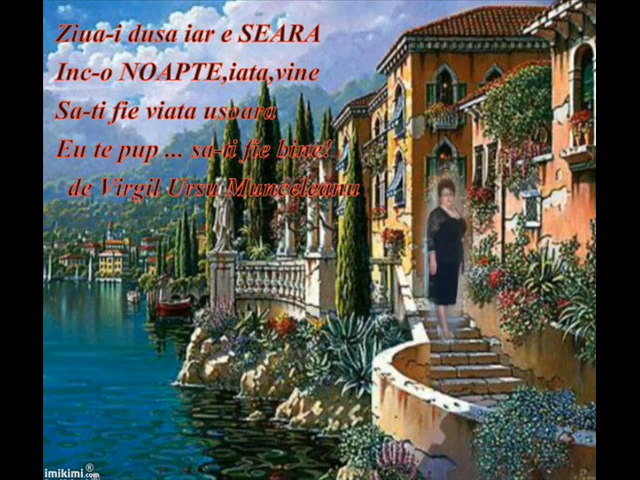 Ziua-i dusa iar e SEARA
Inc-o NOAPTE,iata,vine
Sa-ti fie viata usoara
Eu te pup ... sa-ti fie bine!
de Virgil Ursu Munceleanu
imikimi.com®